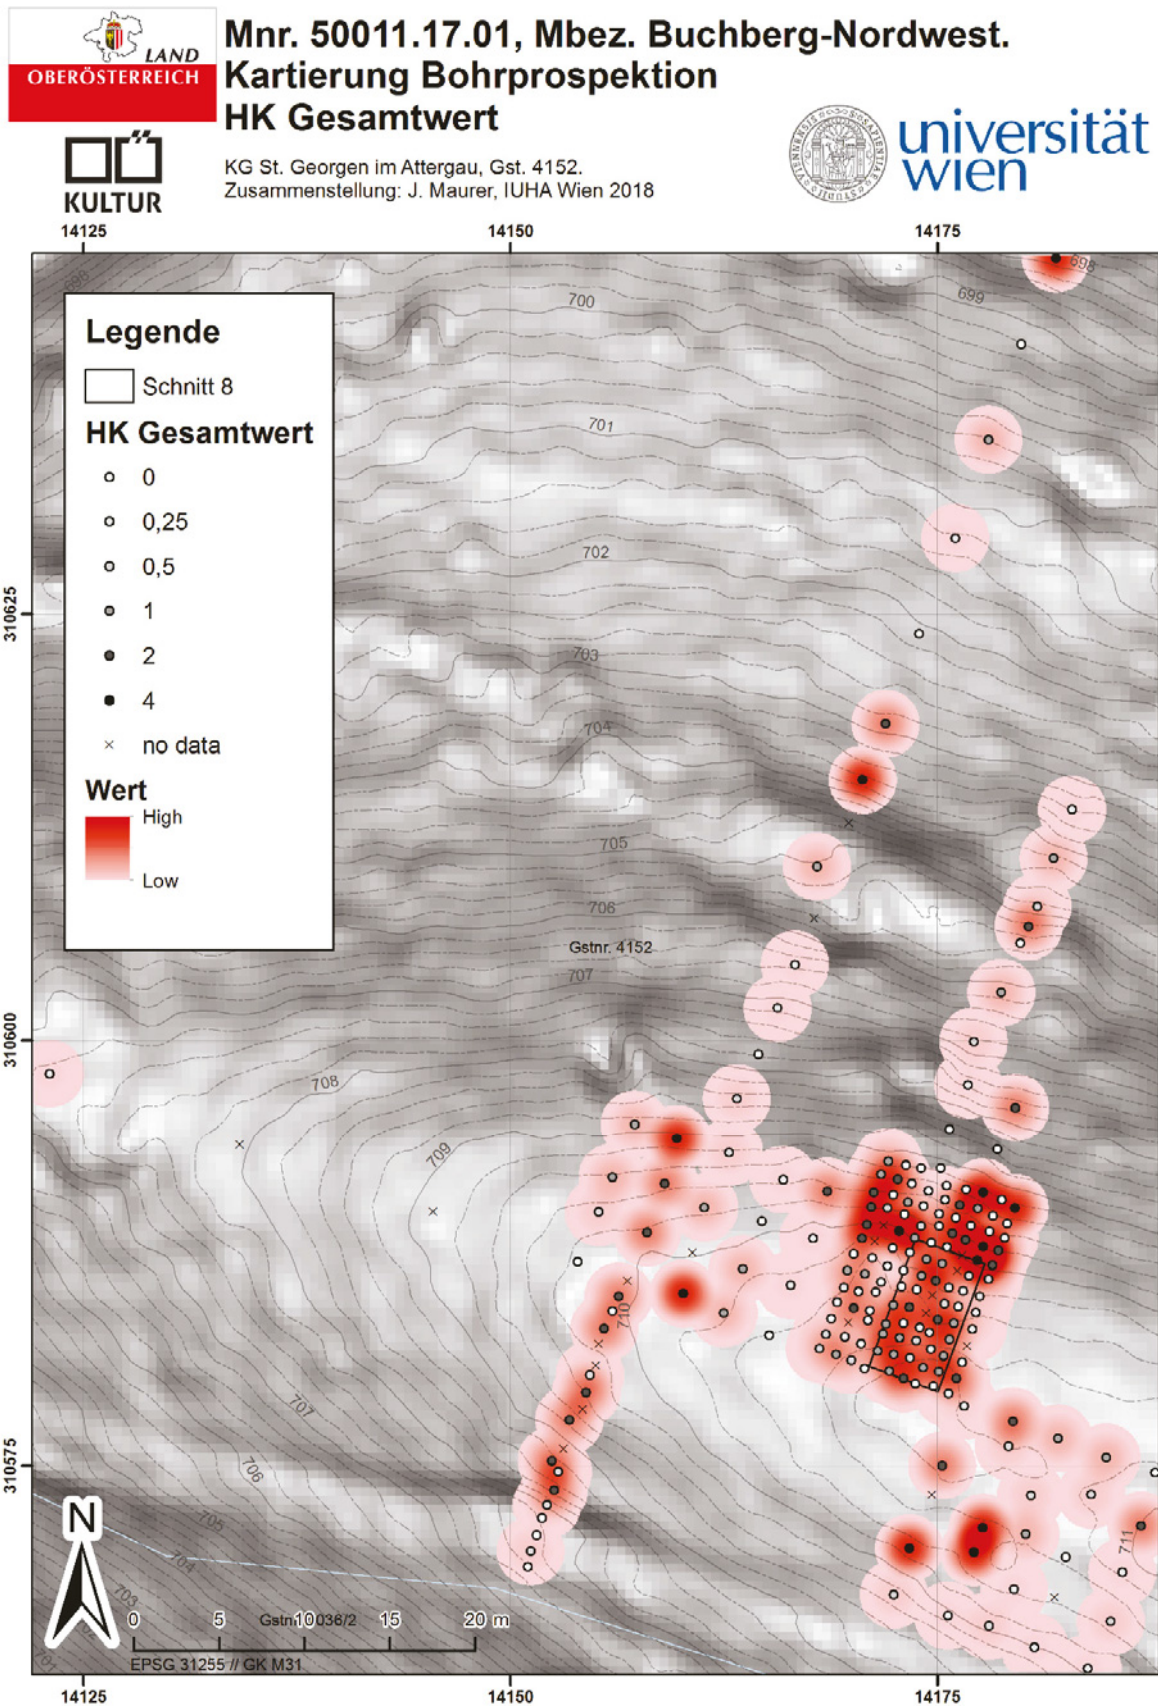 LAND
OBERÖSTERREICH
OÖ
KULTUR
Mnr. 50011.17.01, Mbez. Buchberg-Nordwest.
Kartierung Bohrprospektion
HK Gesamtwert
KG St. Georgen im Attergau, Gst. 4152.
Zusammenstellung: J. Maurer, IUHA Wien 2018
universität
wien
14125
14150
14175
698
698
699
700
Legende
Schnitt 8
HK Gesamtwert
0
0,25
0,5
1
2
4
no data
Wert
High
Low
701
702
310625
703
704
705
706
Gstnr. 4152
707
310600
708
709
710
707
310575
706
705
704
703
701
711
N
0
5
10
15
20 m
EPSG 31255 // GK M31
14125
14150
14175